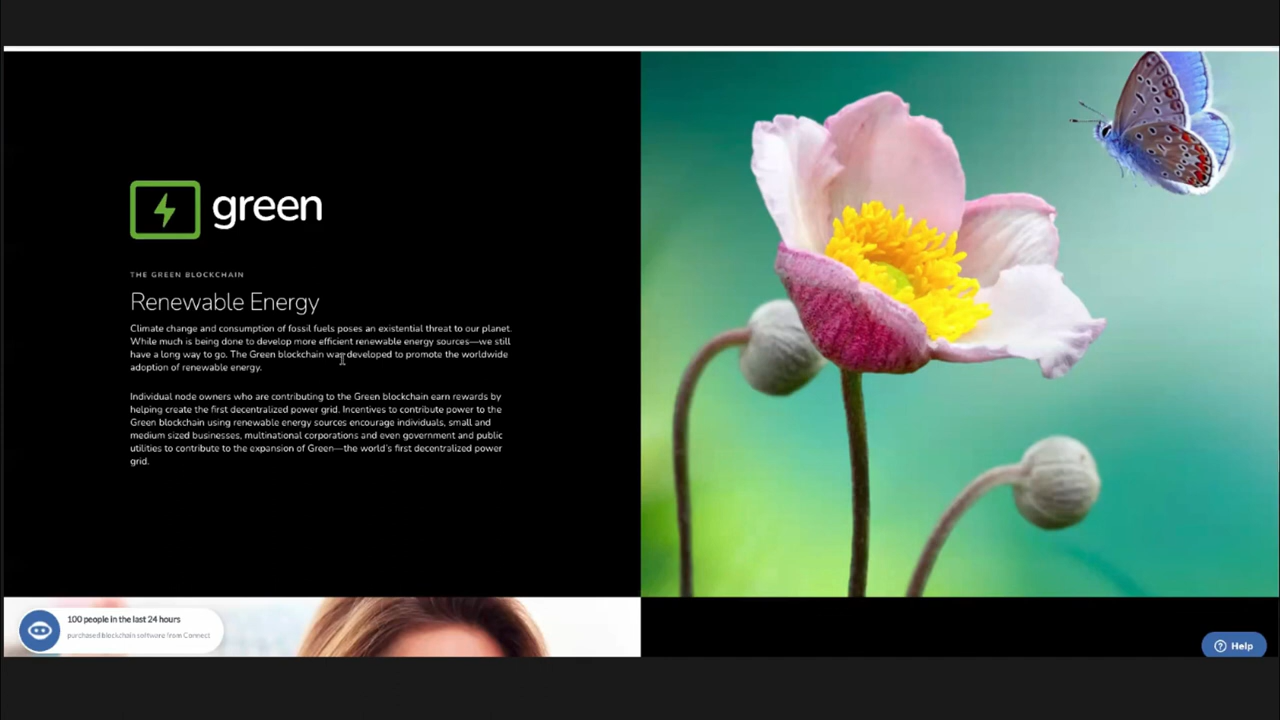 green
THE GREEN BLOCKCHAIN
Renewable Energy
Climate change and consumption of fossil fuels poses an existential threat to our planet.
While much is being done to develop more efficient renewable energy sources—we still
have a long way to go. The Green blockchain was developed to promote the worldwide
adoption of renewable energy.
Individual node owners who are contributing to the Green blockchain earn rewards by
helping create the first decentralized power grid. Incentives to contribute power to the
Green blockchain using renewable energy sources encourage individuals, small and
medium sized businesses, multinational corporations and even government and public
utilities to contribute to the expansion of Green—the world's first decentralized power
grid.
100 people in the last 24 hours
purchased blockchain software from Connect
Help